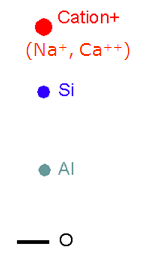 Cation+
(Na⁺, Ca⁺⁺)
Si
Al
O